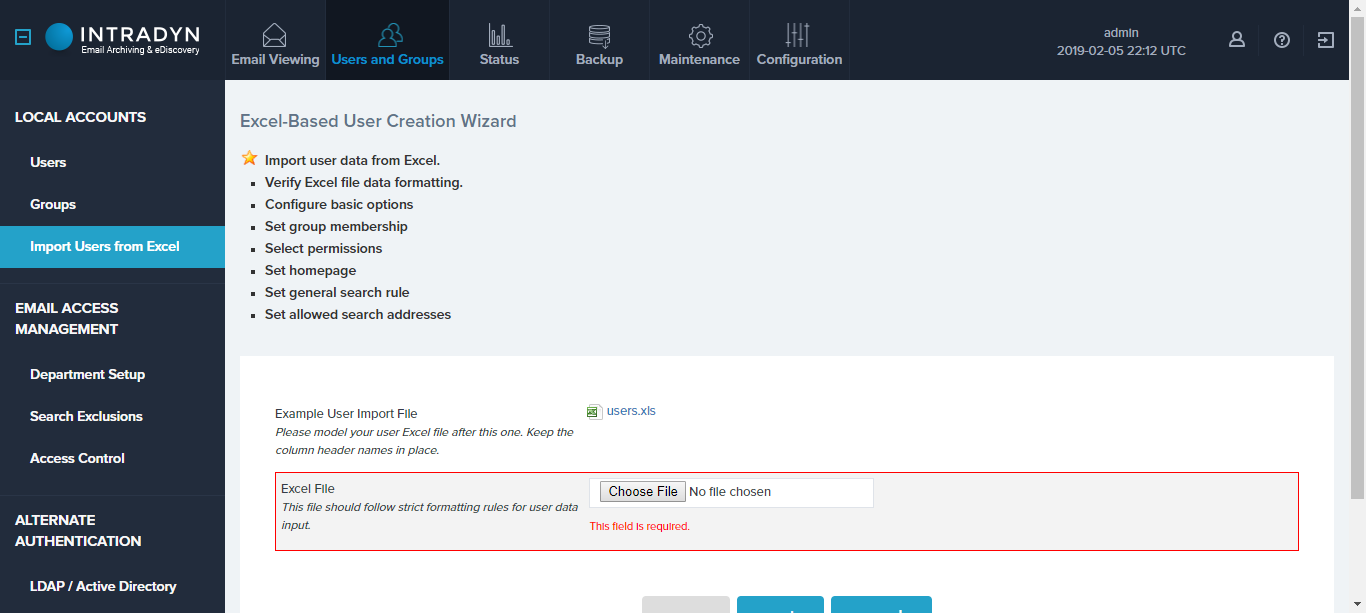 INTRADYN
Email Archiving & eDiscovery
Email Viewing
Users and Groups
Status
Backup
Maintenance
Configuration
admin
2019-02-05 22:12 UTC
LOCAL ACCOUNTS
Users
Groups
Import Users from Excel
EMAIL ACCESS
MANAGEMENT
Department Setup
Search Exclusions
Access Control
ALTERNATE
AUTHENTICATION
LDAP / Active Directory
Excel-Based User Creation Wizard
Import user data from Excel.
Verify Excel file data formatting.
Configure basic options
Set group membership
Select permissions
Set homepage
Set general search rule
Set allowed search addresses
Example User Import File
Please model your user Excel file after this one. Keep the
column header names in place.
users.xls
Excel File
This file should follow strict formatting rules for user data
input.
Choose File No file chosen
This field is required.